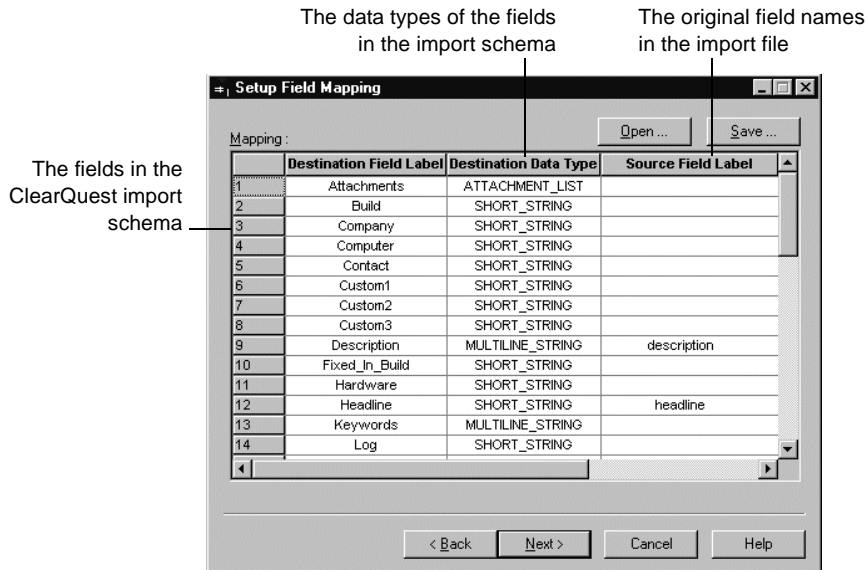 The data types of the fields
in the import schema
The original field names
in the import file
Setup Field Mapping
Open ...
Save ...
Mapping :
The fields in the
ClearQuest import
schema
Destination Field Label Destination Data Type Source Field Label
1 Attachments ATTACHMENT_LIST
2 Build SHORT_STRING
3 Company SHORT_STRING
4 Computer SHORT_STRING
5 Contact SHORT_STRING
6 Custom1 SHORT_STRING
7 Custom2 SHORT_STRING
8 Custom3 SHORT_STRING
9 Description MULTILINE_STRING description
10 Fixed_In_Build SHORT_STRING
11 Hardware SHORT_STRING
12 Headline SHORT_STRING headline
13 Keywords MULTILINE_STRING
14 Log SHORT_STRING
< Back Next > Cancel Help